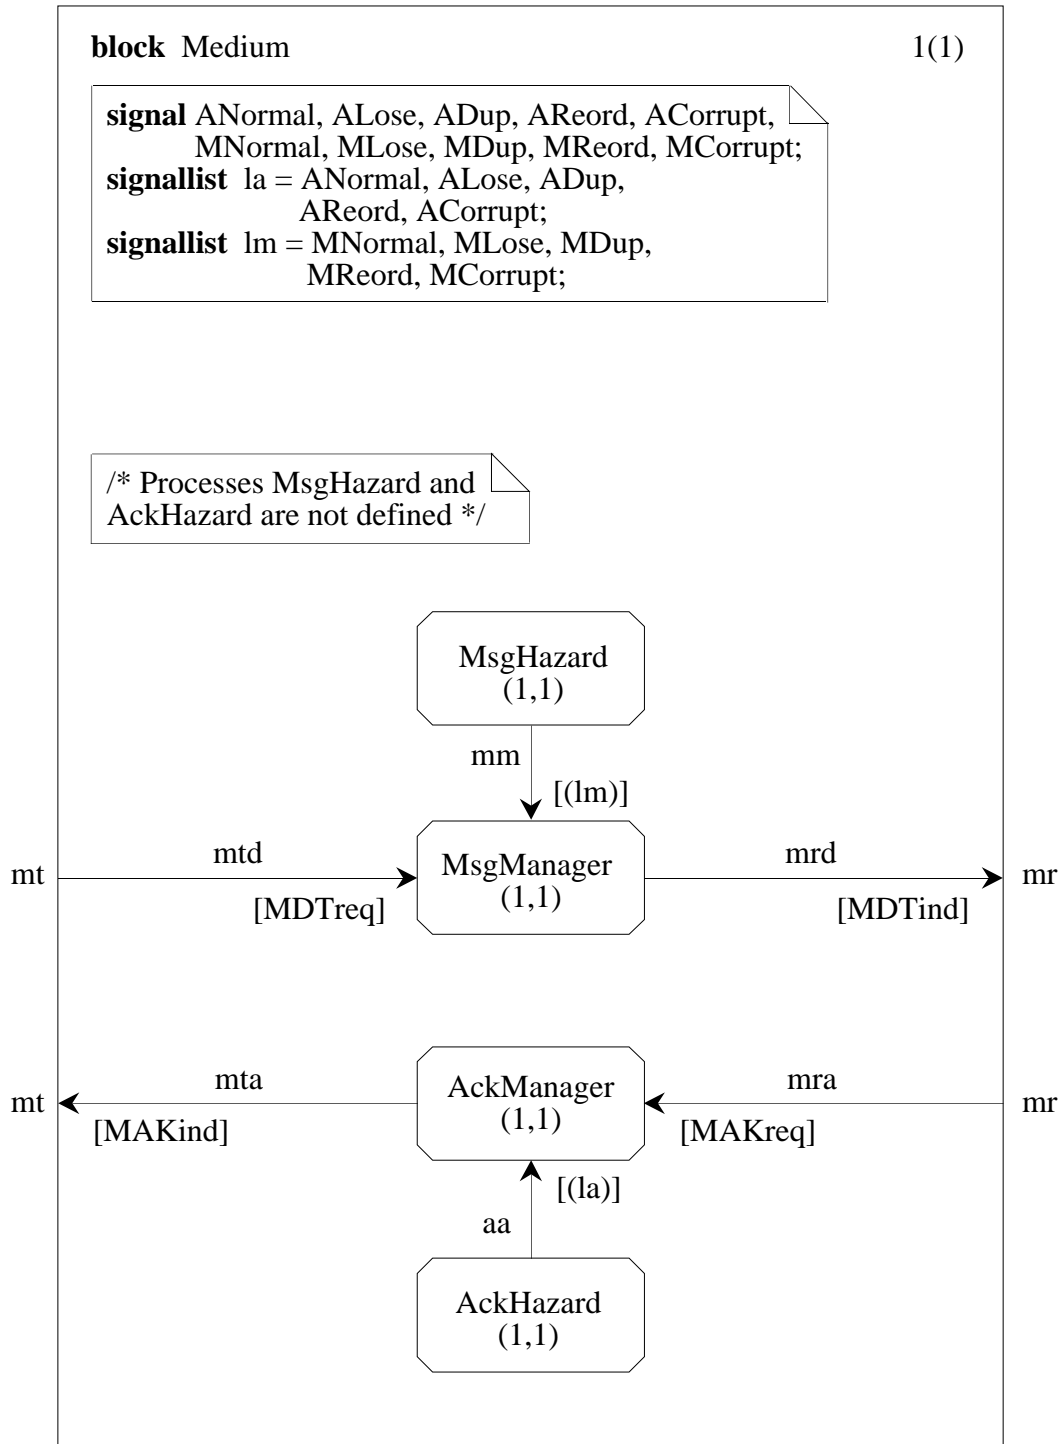 block Medium 1(1)
signal ANormal, ALose, ADup, AReord, ACorrupt,
MNormal, MLose, MDup, MReord, MCorrupt;
signallist la = ANormal, ALose, ADup,
AReord, ACorrupt;
signallist lm = MNormal, MLose, MDup,
MReord, MCorrupt;
/* Processes MsgHazard and
AckHazard are not defined */
MsgHazard
(1,1)
mm
[(lm)]
mt
mtd
[MDTreq]
MsgManager
(1,1)
mrd
[MDTind]
mr
mt
mta
[MAKind]
AckManager
(1,1)
mra
[MAKreq]
mr
[(la)]
aa
AckHazard
(1,1)